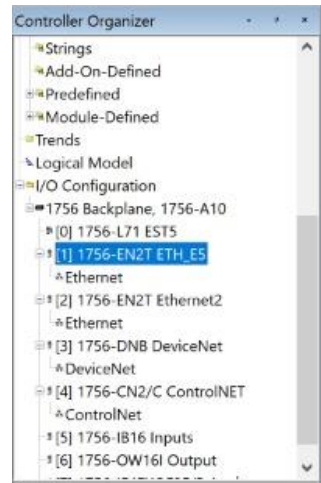 Controller Organizer
Strings
Add-On-Defined
Predefined
Module-Defined
Trends
Logical Model
I/O Configuration
1756 Backplane, 1756-A10
[0] 1756-L71 EST5
[1] 1756-EN2T ETH_E5
Ethernet
[2] 1756-EN2T Ethernet2
Ethernet
[3] 1756-DNB DeviceNet
DeviceNet
[4] 1756-CN2/C ControlNET
ControlNet
[5] 1756-IB16 Inputs
[6] 1756-OW16I Output